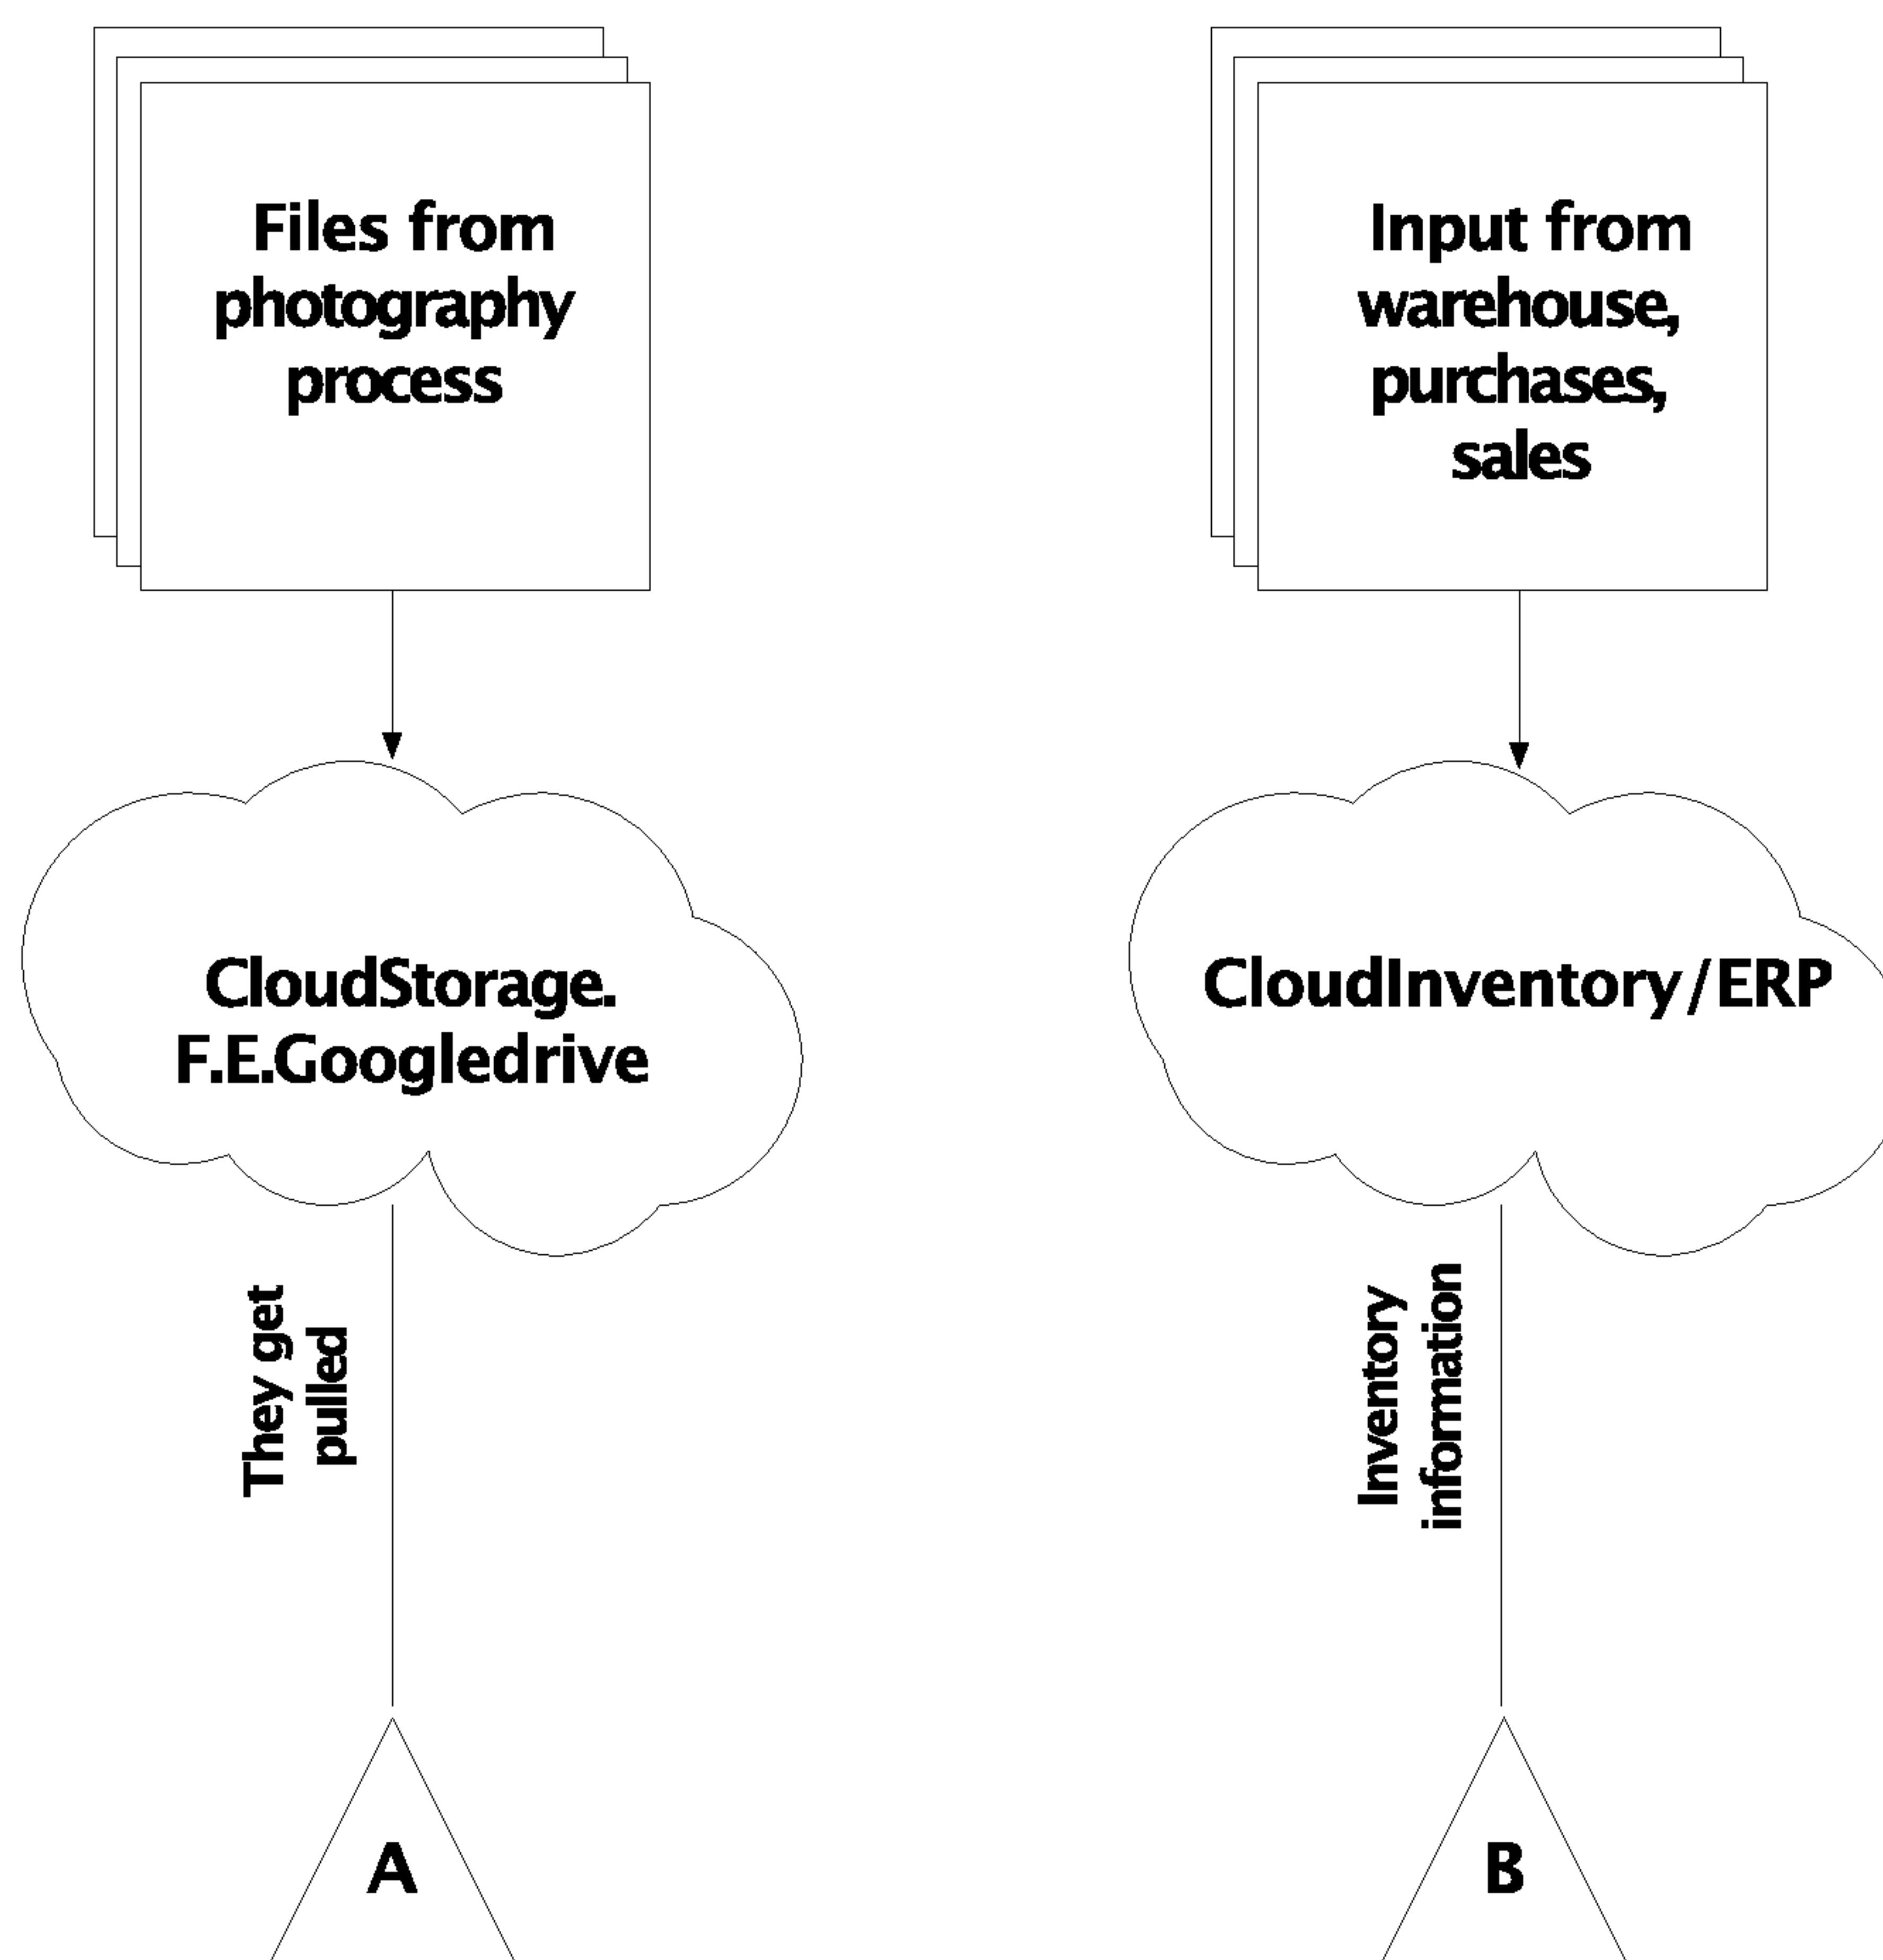 Files from
photography
process
Input from
warehouse,
purchases,
sales
CloudStorage.
F.E.Googledrive
CloudInventory/ERP
They get
pulled
Inventory
information
A
B